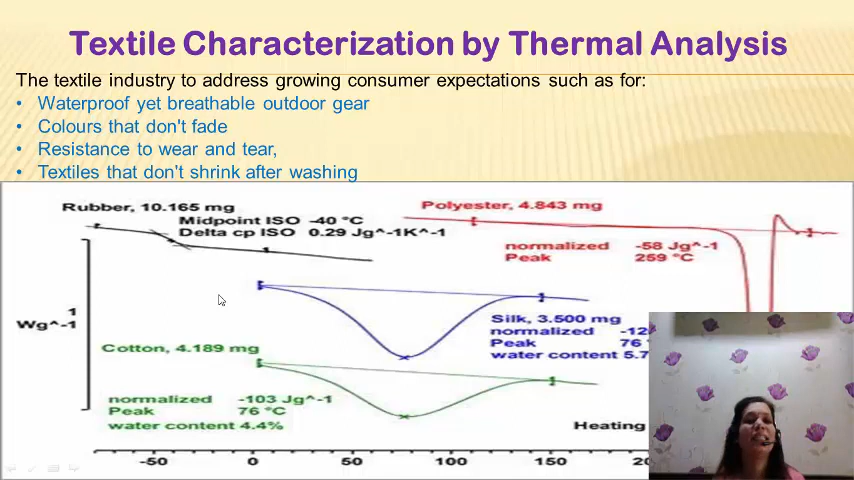 Textile Characterization by Thermal Analysis
The textile industry to address growing consumer expectations such as for:
• Waterproof yet breathable outdoor gear
• Colours that don't fade
• Resistance to wear and tear,
• Textiles that don't shrink after washing
Rubber, 10.165 mg
Midpoint ISO -40 °C
Delta cp ISO 0.29 Jg^-1K^-1
Polyester, 4.843 mg
normalized -58 Jg^-1
Peak 259 °C
1
Wg^-1
Silk, 3.500 mg
normalized
Peak 76
water content 5.7
Cotton, 4.189 mg
normalized -103 Jg^-1
Peak 76 °C
water content 4.4%
Heating
-50 0 50 100 150